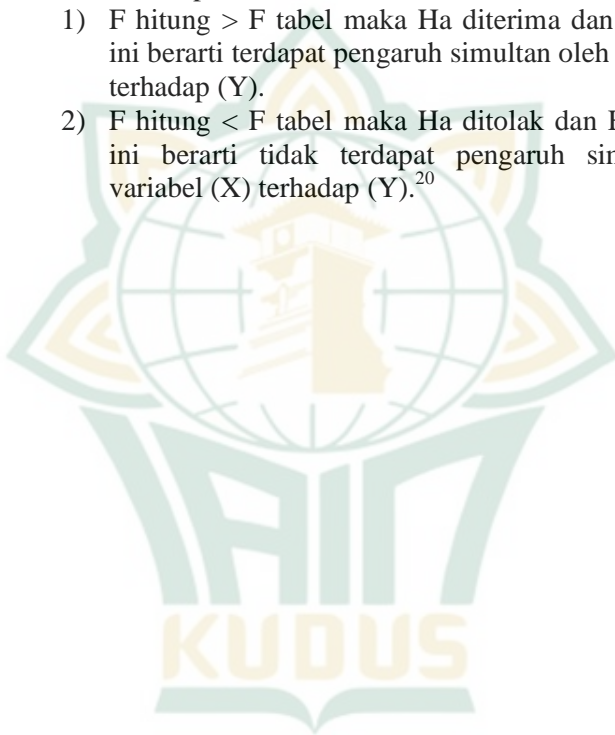 1) F hitung > F tabel maka Ha diterima dan
ini berarti terdapat pengaruh simultan oleh
terhadap (Y).
2) F hitung < F tabel maka Ha ditolak dan
ini berarti tidak terdapat pengaruh
variabel (X) terhadap (Y).20
IAIN
KUDUS